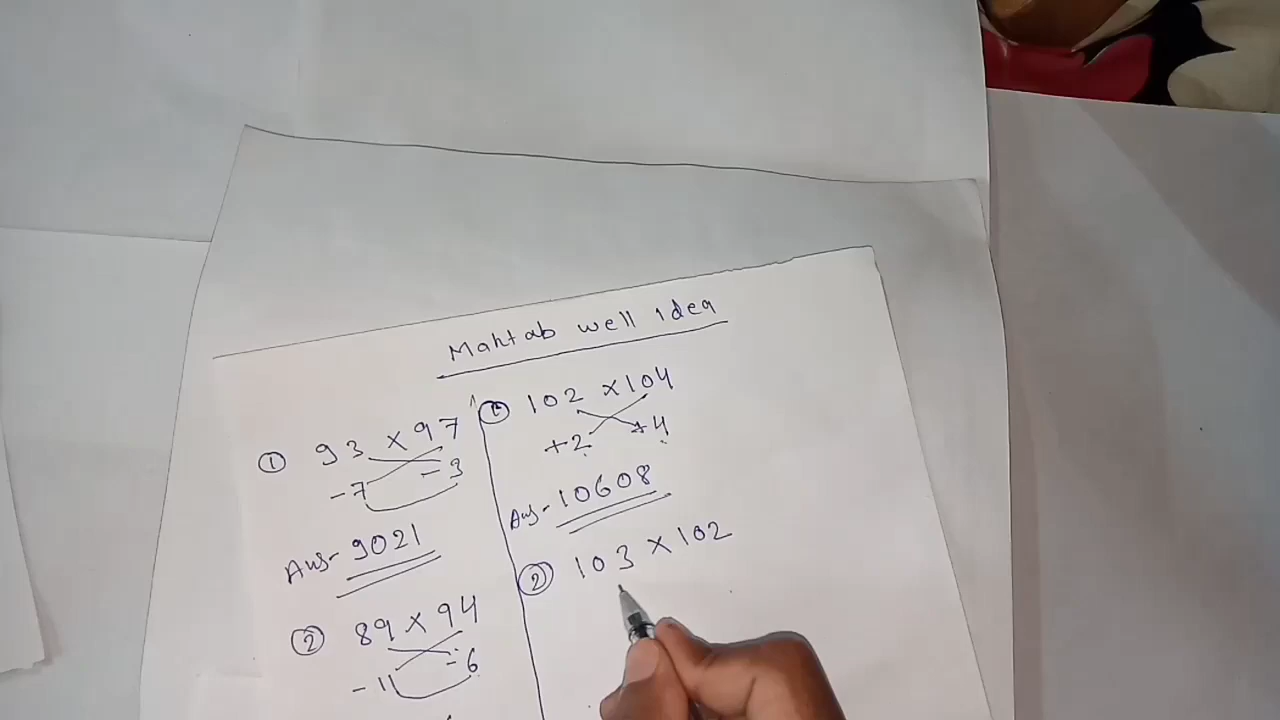 Mahtab well idea
① 93 × 97
-7 -3
Ans- 9021
② 89 × 94
-11 -6
102 × 104
+2 +4
Ans- 10608
② 103 × 102